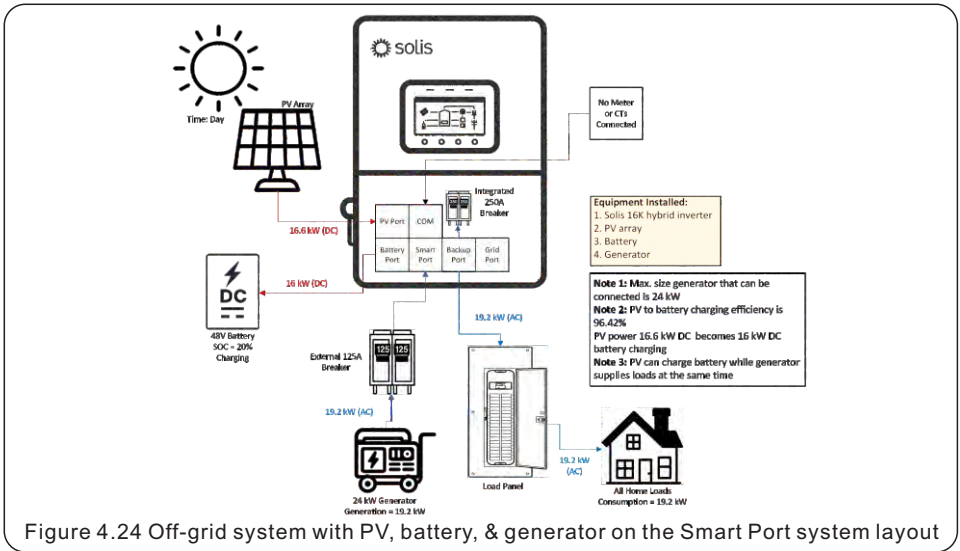 solis
PV Array
Time: Day
No Meter
or CTs
Connected
Integrated
250A
Breaker
PV Port
COM
16.6 kW (DC)
Battery
Port
Smart
Port
Backup
Port
Grid
Port
Equipment Installed:
1. Solis 16K hybrid inverter
2. PV array
3. Battery
4. Generator
16 kW (DC)
DC
48V Battery
SOC = 20%
Charging
Note 1: Max. size generator that can be
connected is 24 kW
Note 2: PV to battery charging efficiency is
96.42%
PV power 16.6 kW DC becomes 16 kW DC
battery charging
Note 3: PV can charge battery while generator
supplies loads at the same time
19.2 kW (AC)
External 125A
Breaker
125
125
19.2 kW (AC)
24 kW Generator
Generation = 19.2 kW
Load Panel
19.2 kW
(AC)
All Home Loads
Consumption = 19.2 kW
Figure 4.24 Off-grid system with PV, battery, & generator on the Smart Port system layout